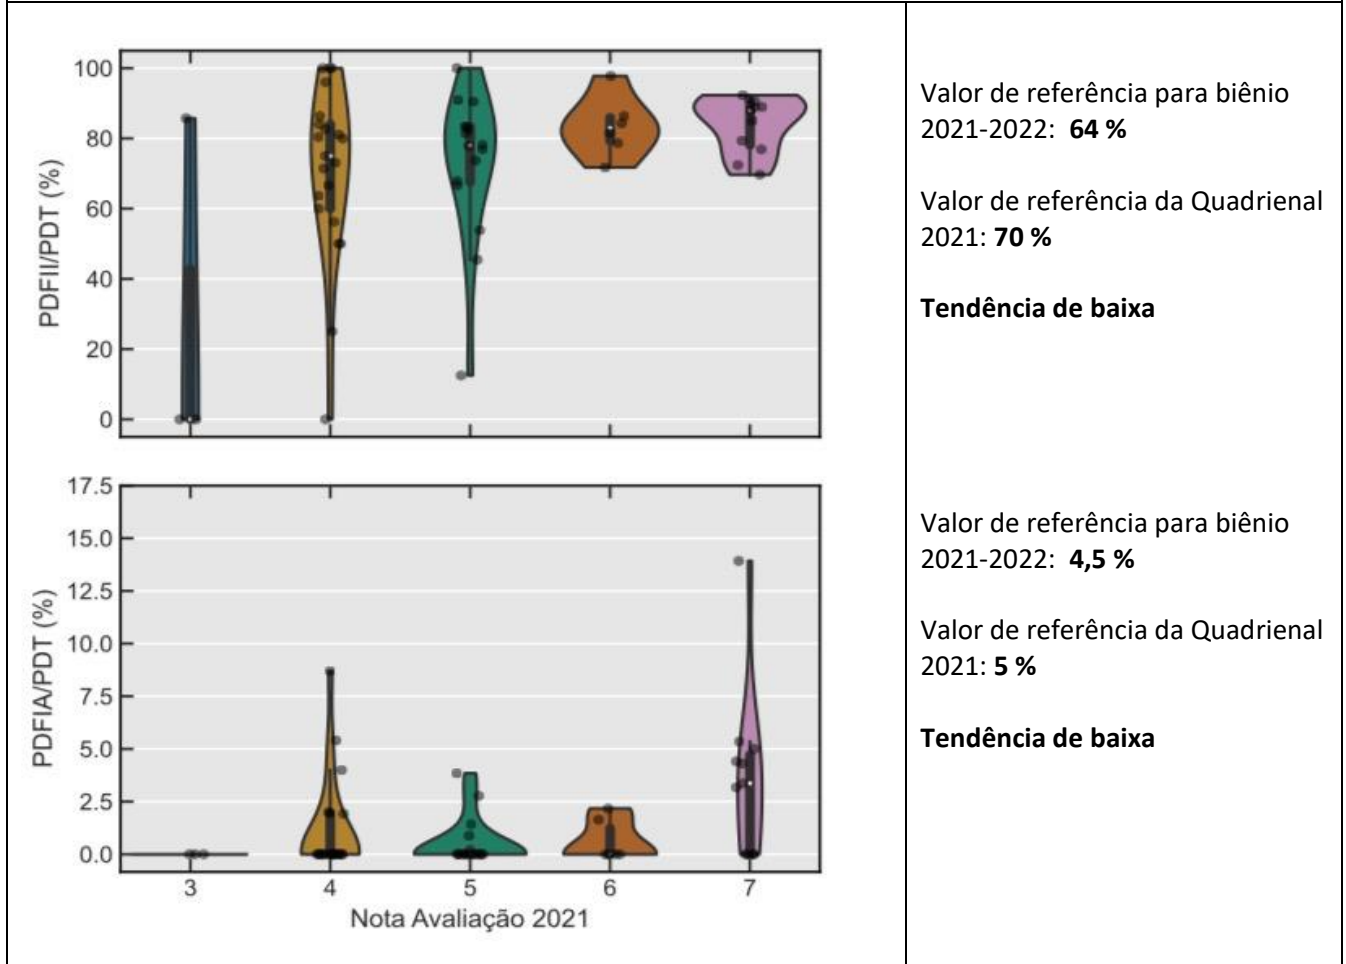 100
80
60
40
20
0
PDFII/PDT (%)
Valor de referência para biênio
2021-2022: 64 %
Valor de referência da Quadrienal
2021: 70 %
Tendência de baixa
17.5
15.0
12.5
10.0
7.5
5.0
2.5
0.0
PDFIA/PDT (%)
3
4
5
6
7
Nota Avaliação 2021
Valor de referência para biênio
2021-2022: 4,5 %
Valor de referência da Quadrienal
2021: 5 %
Tendência de baixa